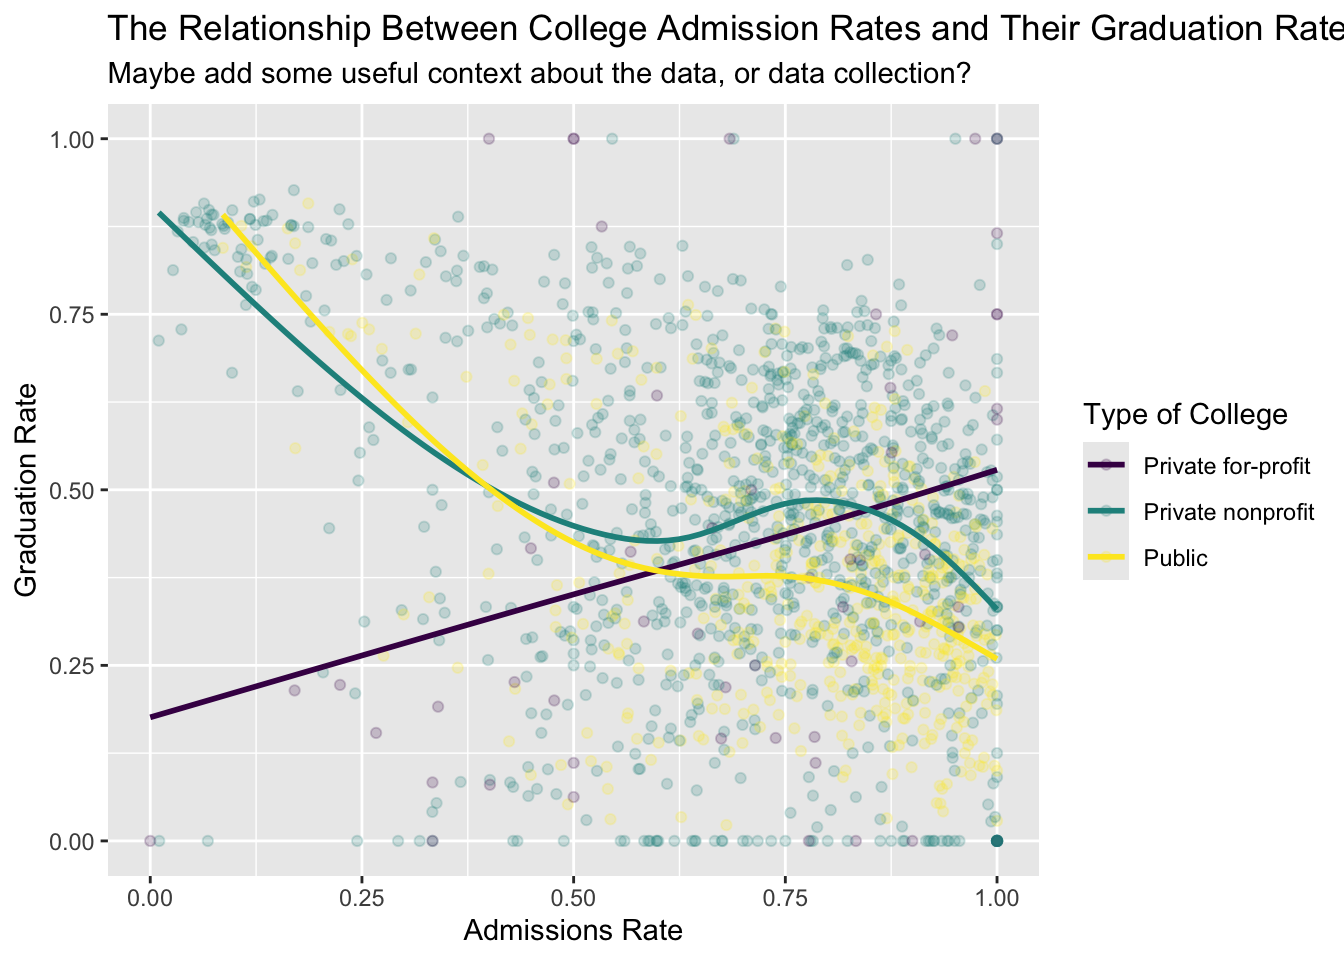 The Relationship Between College Admission Rates and Their Graduation Rate
Maybe add some useful context about the data, or data collection?
1.00
0.75
0.50
0.25
0.00
Graduation Rate
0.00 0.25 0.50 0.75 1.00
Admissions Rate
Type of College
Private for-profit
Private nonprofit
Public